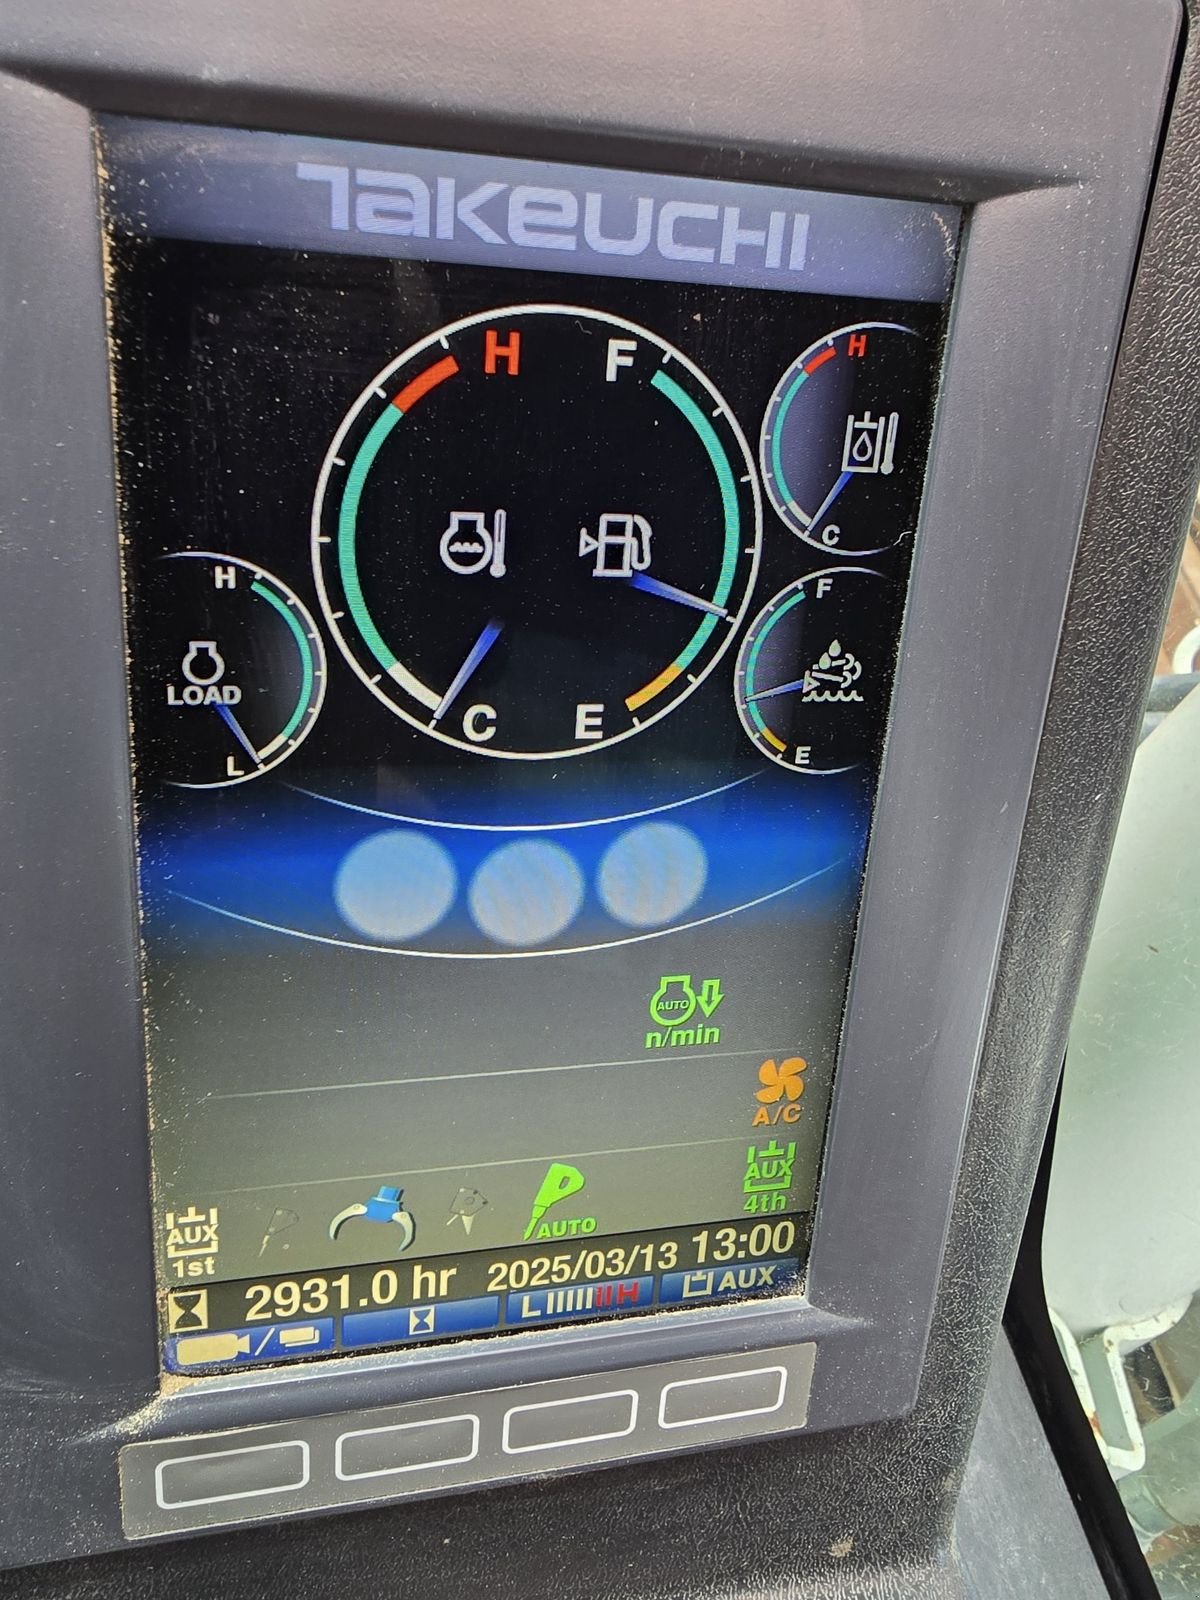 TAKEUCHI
H F
H
C
H
LOAD
L
C E
F
E
AUTO
n/min
A/C
AUX
1st
AUTO
AUX
4th
2931.0 hr 2025/03/13 13:00
/ L H AUX